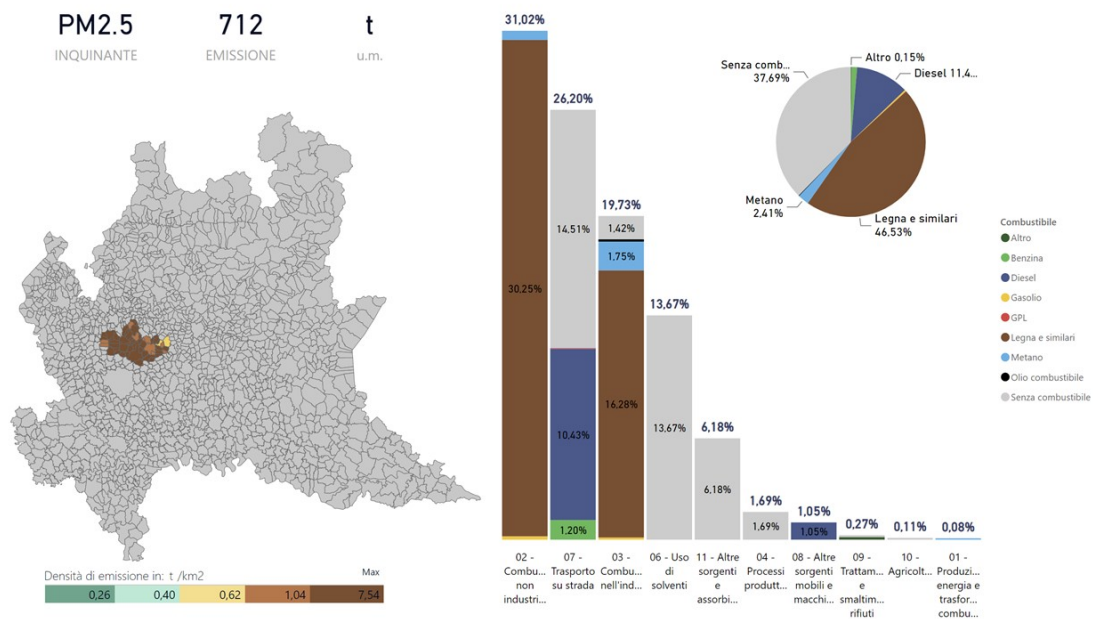 PM2.5
712
t
INQUINANTE
EMISSIONE
u.m.
Densità di emissione in: t /km2
Max
0,26
0,40
0,62
1,04
7,54
31,02%
30,25%
26,20%
14,51%
10,43%
1,20%
19,73%
1,42%
1,75%
16,28%
13,67%
13,67%
6,18%
6,18%
1,69%
1,69%
1,05%
1,05%
0,27%
0,11%
0,08%
02 -
Combu...
non
industri...
07 -
Trasporto
su strada
03 -
Combu...
nell'ind...
06 - Uso
di
solventi
11 - Altre
sorgenti
e
assorbi...
04 -
Processi
produtt...
08 - Altre
sorgenti
mobili e
macchi...
09 -
Trattam...
e
smaltim...
rifiuti
10 -
Agricolt...
01 -
Produzi...
energia e
trasfor...
combu...
Altro 0,15%
Diesel 11,4...
Senza comb...
37,69%
Metano
2,41%
Legna e similari
46,53%
Combustibile
Altro
Benzina
Diesel
Gasolio
GPL
Legna e similari
Metano
Olio combustibile
Senza combustibile